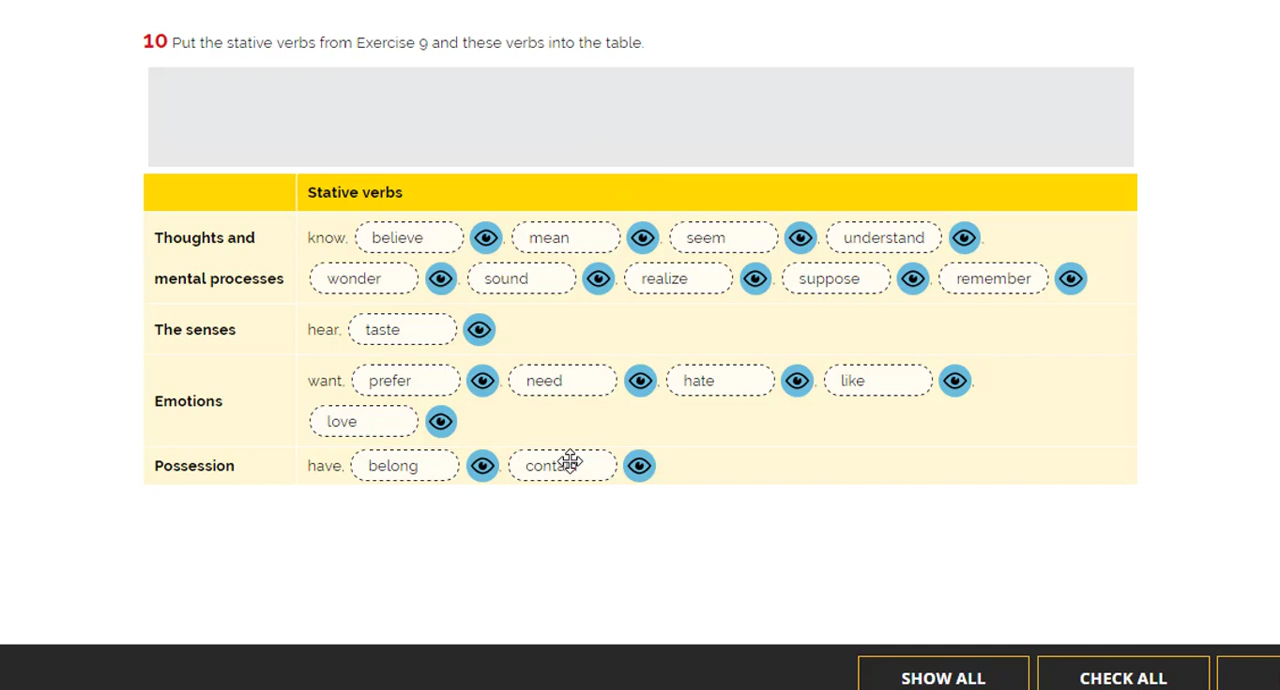 10 Put the stative verbs from Exercise 9 and these verbs into the table.
Stative verbs
Thoughts and
mental processes
know, believe, mean, seem, understand,
wonder, sound, realize, suppose, remember
The senses
hear, taste
Emotions
want, prefer, need, hate, like,
love
Possession
have, belong,
SHOW ALL
CHECK ALL